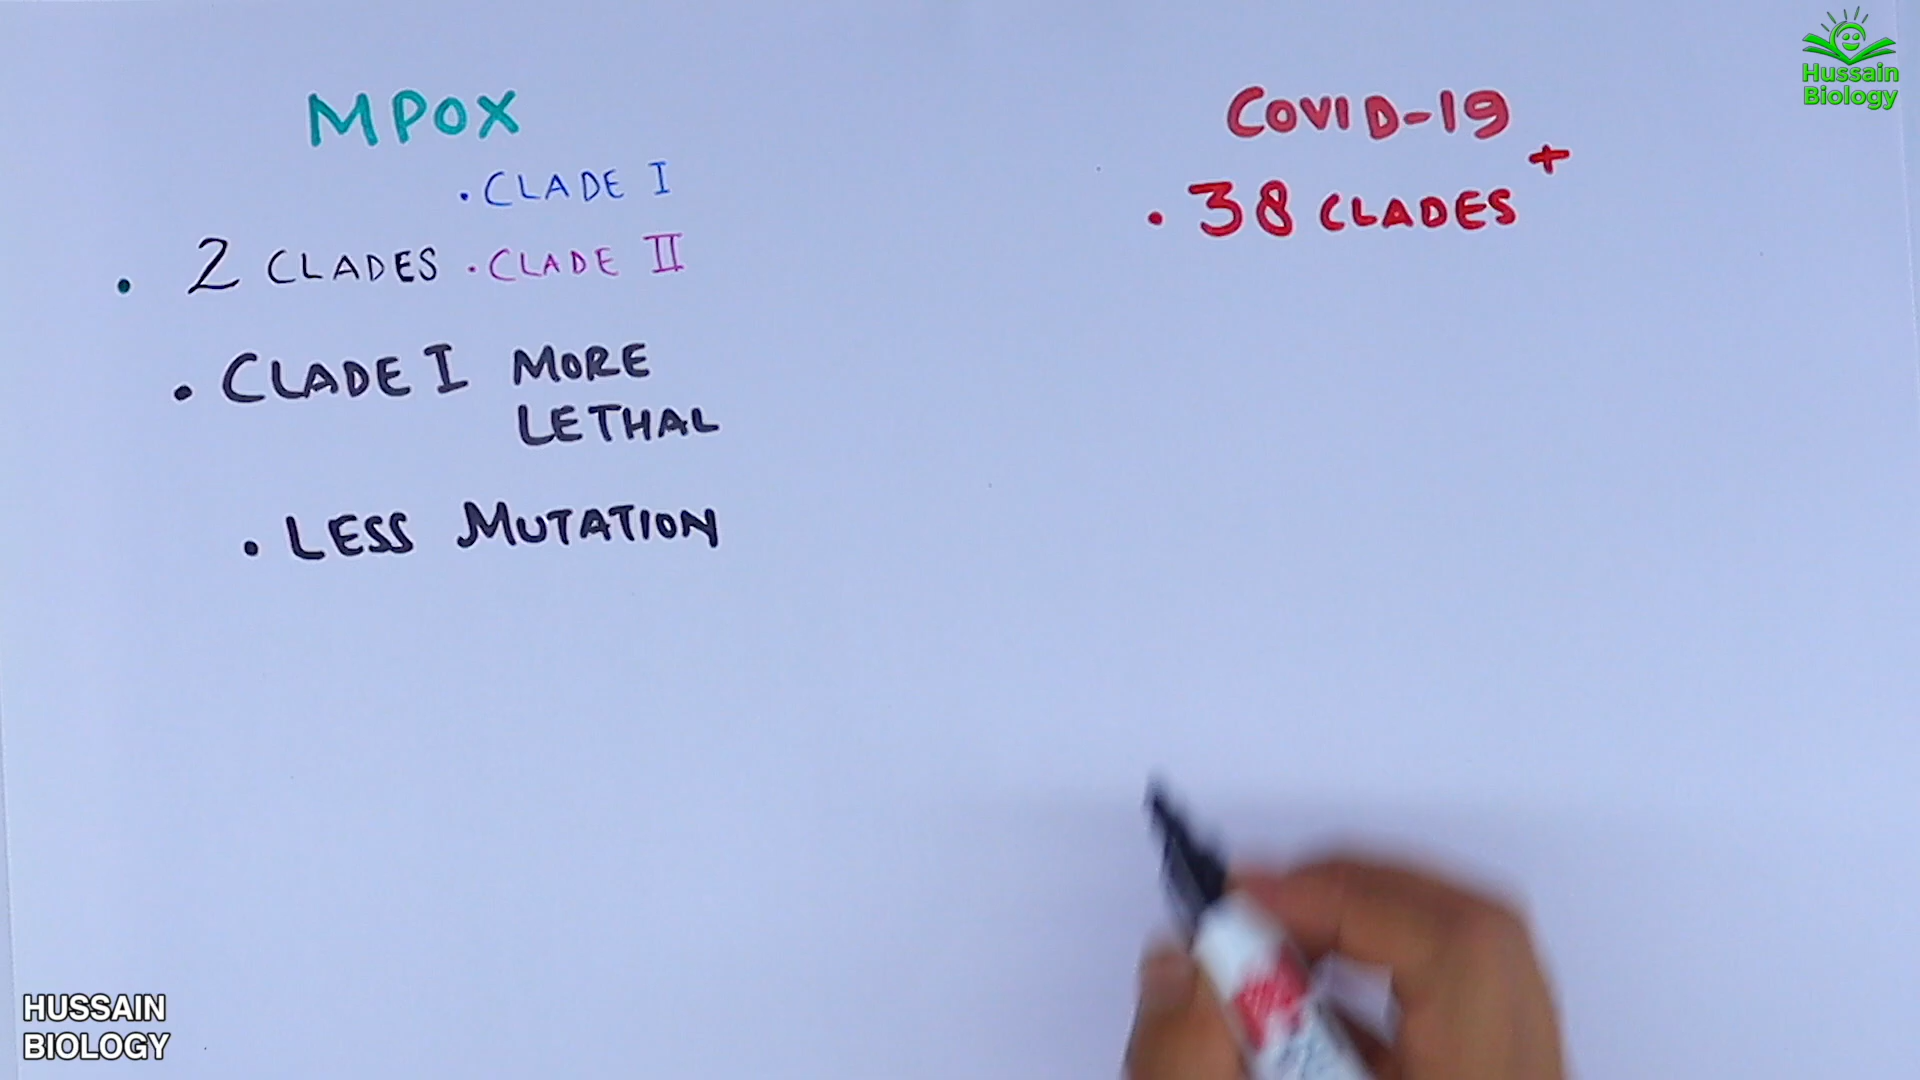 MPOX
. CLADE I
. 2 CLADES . CLADE II
. CLADE I MORE
LETHAL
. LESS MUTATION
COVID-19
. 38 CLADES +
Hussain
Biology
HUSSAIN
BIOLOGY